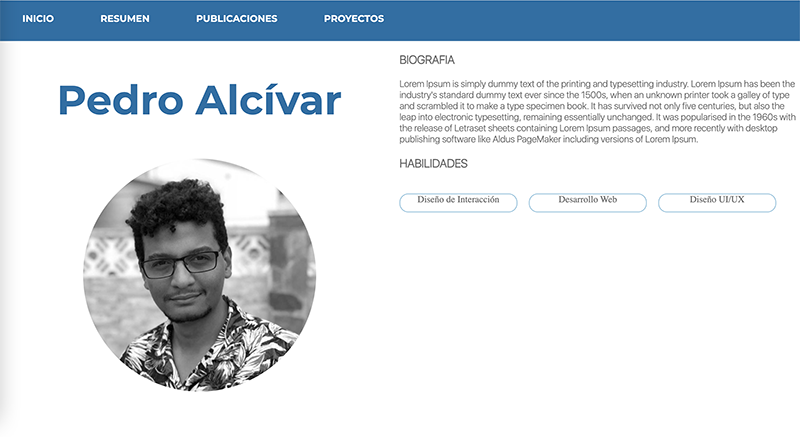 INICIO RESUMEN PUBLICACIONES PROYECTOS
Pedro Alcívar
BIOGRAFIA
Lorem Ipsum is simply dummy text of the printing and typesetting industry. Lorem Ipsum has been the
industry's standard dummy text ever since the 1500s, when an unknown printer took a galley of type
and scrambled it to make a type specimen book. It has survived not only five centuries, but also the
leap into electronic typesetting, remaining essentially unchanged. It was popularised in the 1960s with
the release of Letraset sheets containing Lorem Ipsum passages, and more recently with desktop
publishing software like Aldus PageMaker including versions of Lorem Ipsum.
HABILIDADES
Diseño de Interacción Desarrollo Web Diseño UI/UX